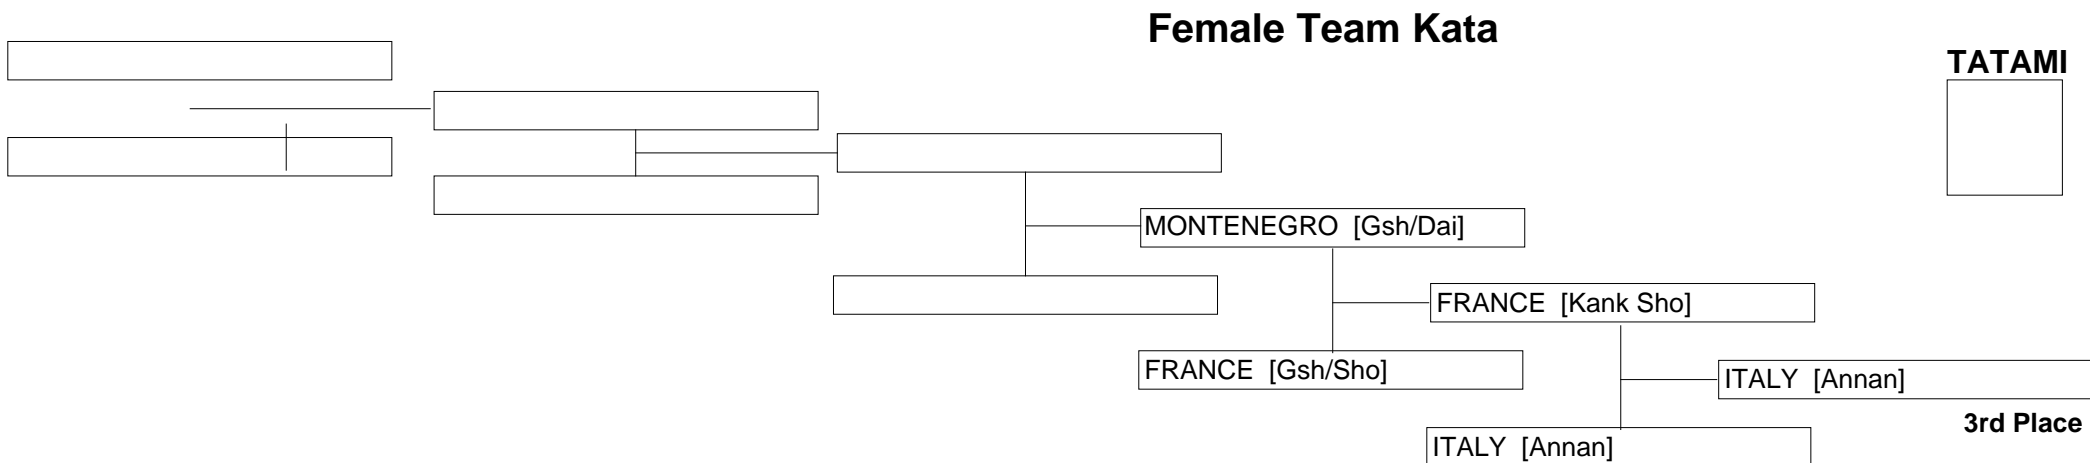 Female Team Kata
TATAMI
MONTENEGRO [Gsh/Dai]
FRANCE [Kank Sho]
FRANCE [Gsh/Sho]
ITALY [Annan]
3rd Place
ITALY [Annan]